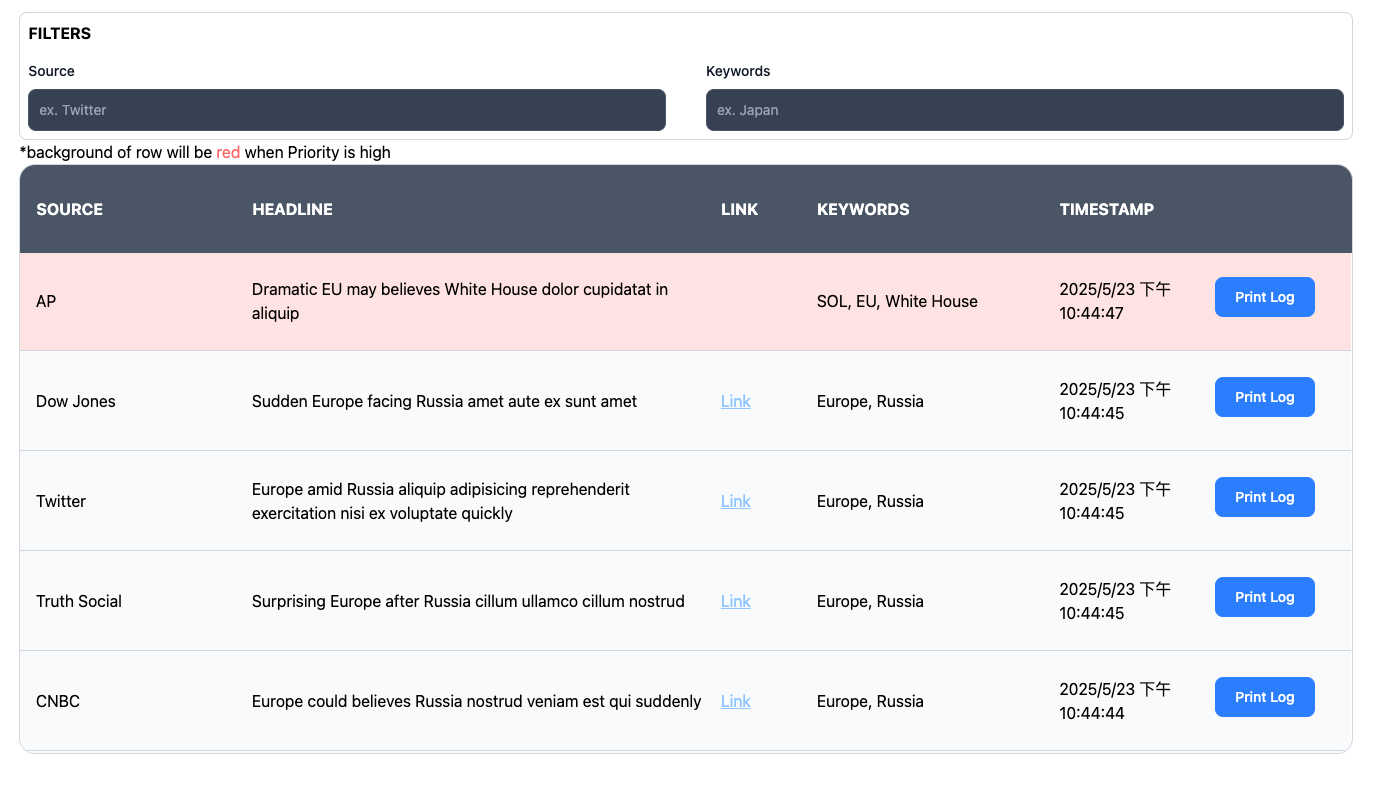 FILTERS
Source
Keywords
ex. Twitter
ex. Japan
*background of row will be red when Priority is high
SOURCE HEADLINE LINK KEYWORDS TIMESTAMP
AP
Dramatic EU may believes White House dolor cupidatat in
aliquip
SOL, EU, White House
2025/5/23 下午
10:44:47
Print Log
Dow Jones
Sudden Europe facing Russia amet aute ex sunt amet
Link
Europe, Russia
2025/5/23 下午
10:44:45
Print Log
Twitter
Europe amid Russia aliquip adipisicing reprehenderit
exercitation nisi ex voluptate quickly
Link
Europe, Russia
2025/5/23 下午
10:44:45
Print Log
Truth Social
Surprising Europe after Russia cillum ullamco cillum nostrud
Link
Europe, Russia
2025/5/23 下午
10:44:45
Print Log
CNBC
Europe could believes Russia nostrud veniam est qui suddenly
Link
Europe, Russia
2025/5/23 下午
10:44:44
Print Log